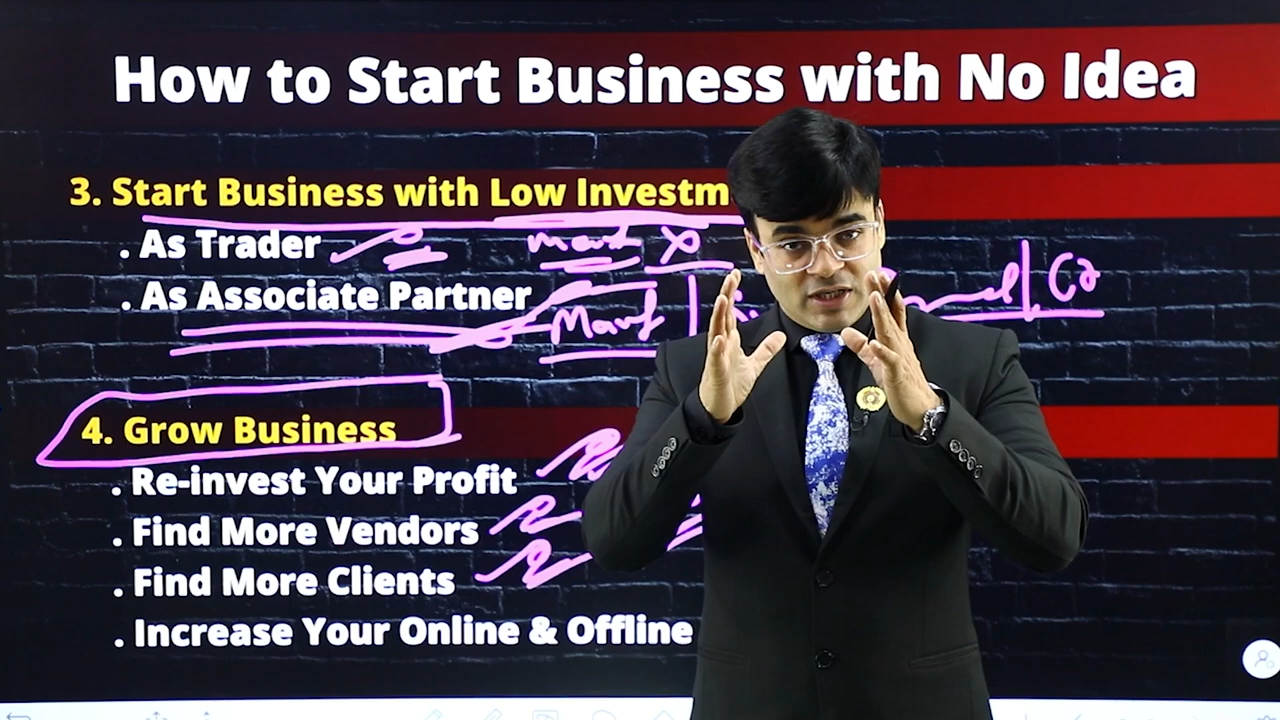 How to Start Business with No Idea
3. Start Business with Low Investm
. As Trader
. As Associate Partner
4. Grow Business
. Re-invest Your Profit
. Find More Vendors
. Find More Clients
. Increase Your Online & Offline